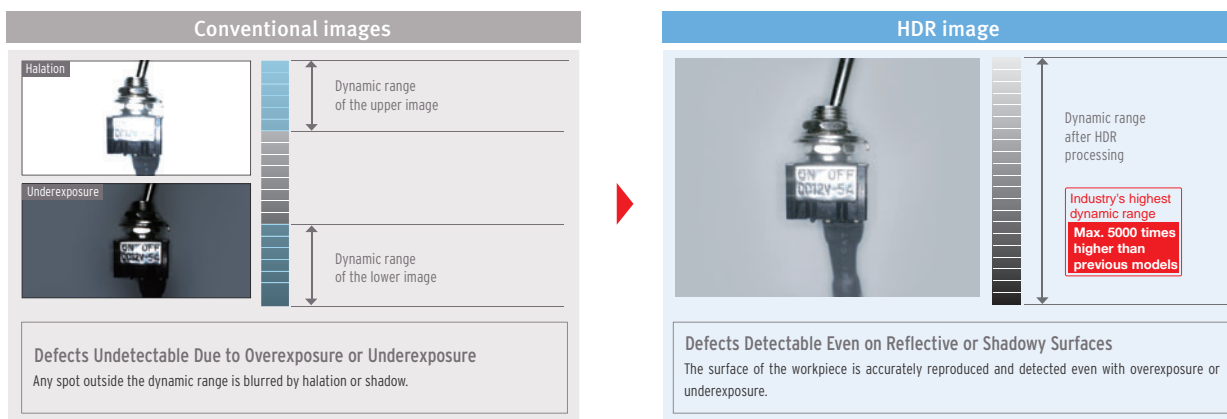 Conventional images
Halation
Dynamic range
of the upper image
Underexposure
ON OFF
DC12V-5A
Dynamic range
of the lower image
Defects Undetectable Due to Overexposure or Underexposure
Any spot outside the dynamic range is blurred by halation or shadow.
HDR image
ON OFF
DC12V-5A
Dynamic range
after HDR
processing
Industry's highest
dynamic range
Max. 5000 times
higher than
previous models
Defects Detectable Even on Reflective or Shadowy Surfaces
The surface of the workpiece is accurately reproduced and detected even with overexposure or
underexposure.